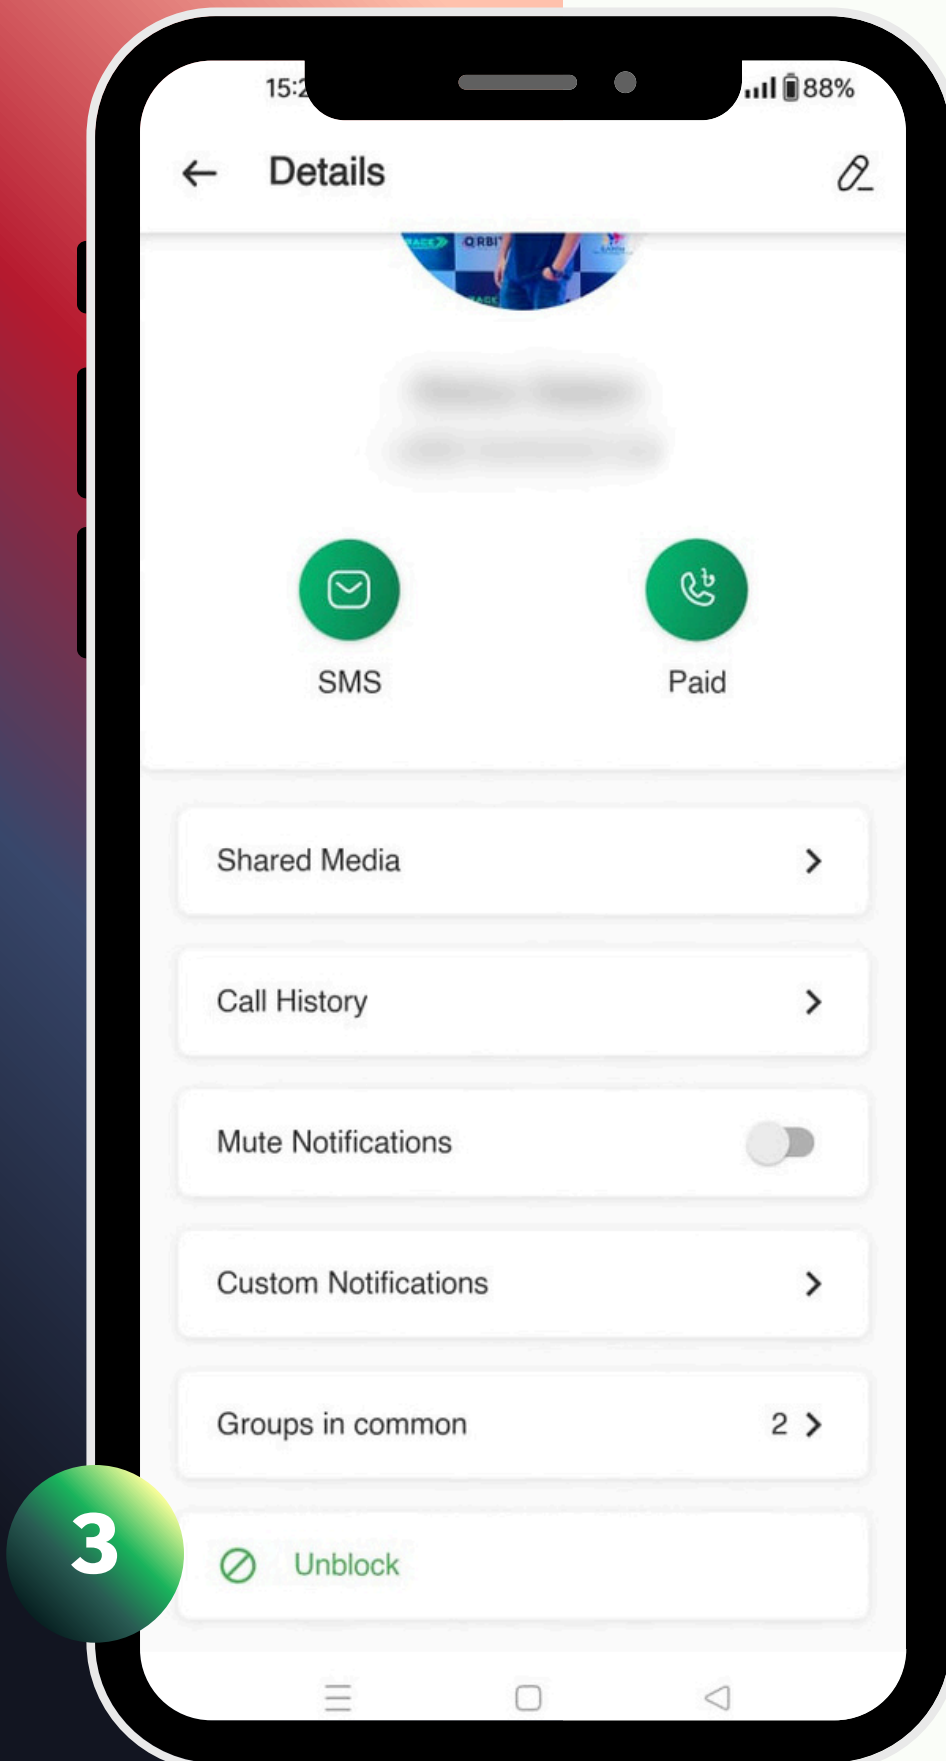 15:2
88%
Details
SMS
Paid
Shared Media
Call History
Mute Notifications
Custom Notifications
Groups in common
2
3
Unblock